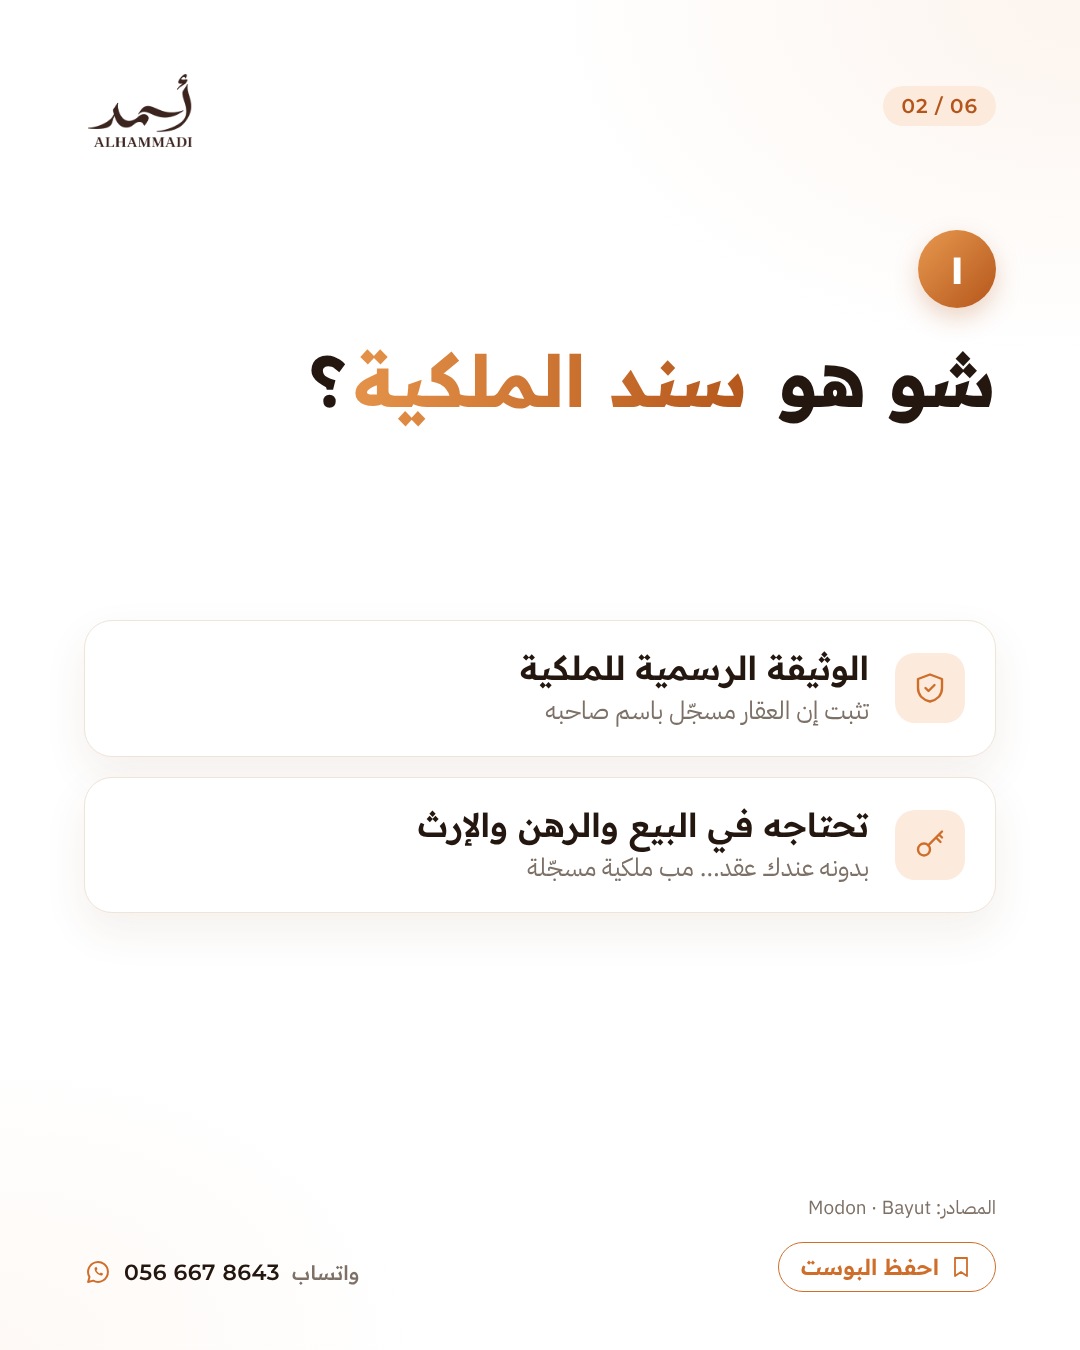 أحمد
ALHAMMADI
02 / 06
١
شو هو سند الملكية؟
الوثيقة الرسمية للملكية
تثبت إن العقار مسجّل باسم صاحبه
تحتاجه في البيع والرهن والإرث
بدونه عندك عقد... مب ملكية مسجّلة
المصادر: Modon · Bayut
احفظ البوست
واتساب 056 667 8643